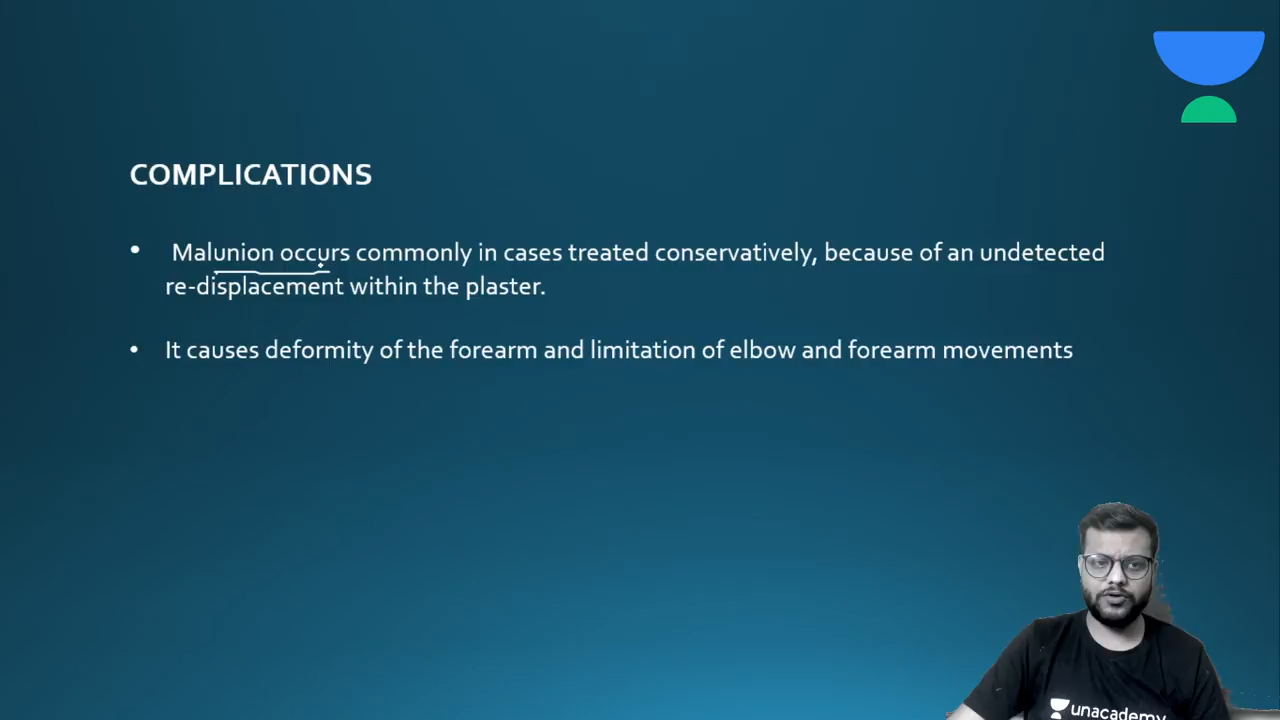 COMPLICATIONS
• Malunion occurs commonly in cases treated conservatively, because of an undetected
re-displacement within the plaster.
• It causes deformity of the forearm and limitation of elbow and forearm movements
unacademy